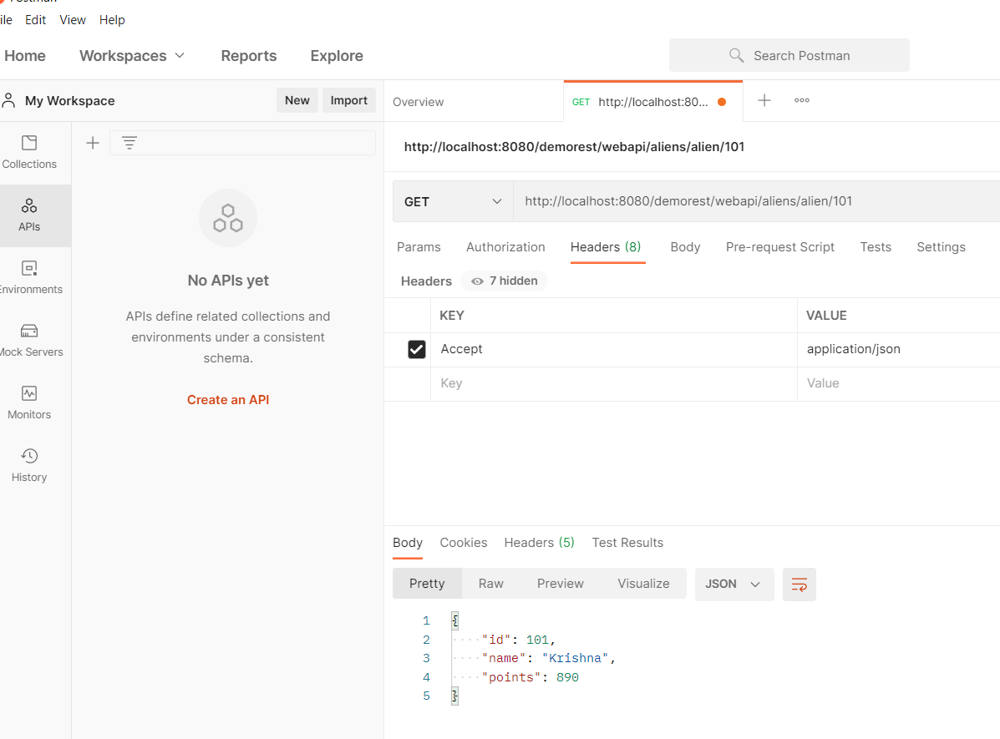 Postman
ile Edit View Help
Home Workspaces Reports Explore Search Postman
My Workspace New Import
Overview GET http://localhost:80...
Collections
APIs
Environments
Mock Servers
Monitors
History
No APIs yet
APIs define related collections and
environments under a consistent
schema.
Create an API
http://localhost:8080/demorest/webapi/aliens/alien/101
GET http://localhost:8080/demorest/webapi/aliens/alien/101
Params Authorization Headers (8) Body Pre-request Script Tests Settings
Headers 7 hidden
KEY VALUE
Accept application/json
Key Value
Body Cookies Headers (5) Test Results
Pretty Raw Preview Visualize JSON
1 {
2 "id": 101,
3 "name": "Krishna",
4 "points": 890
5 }